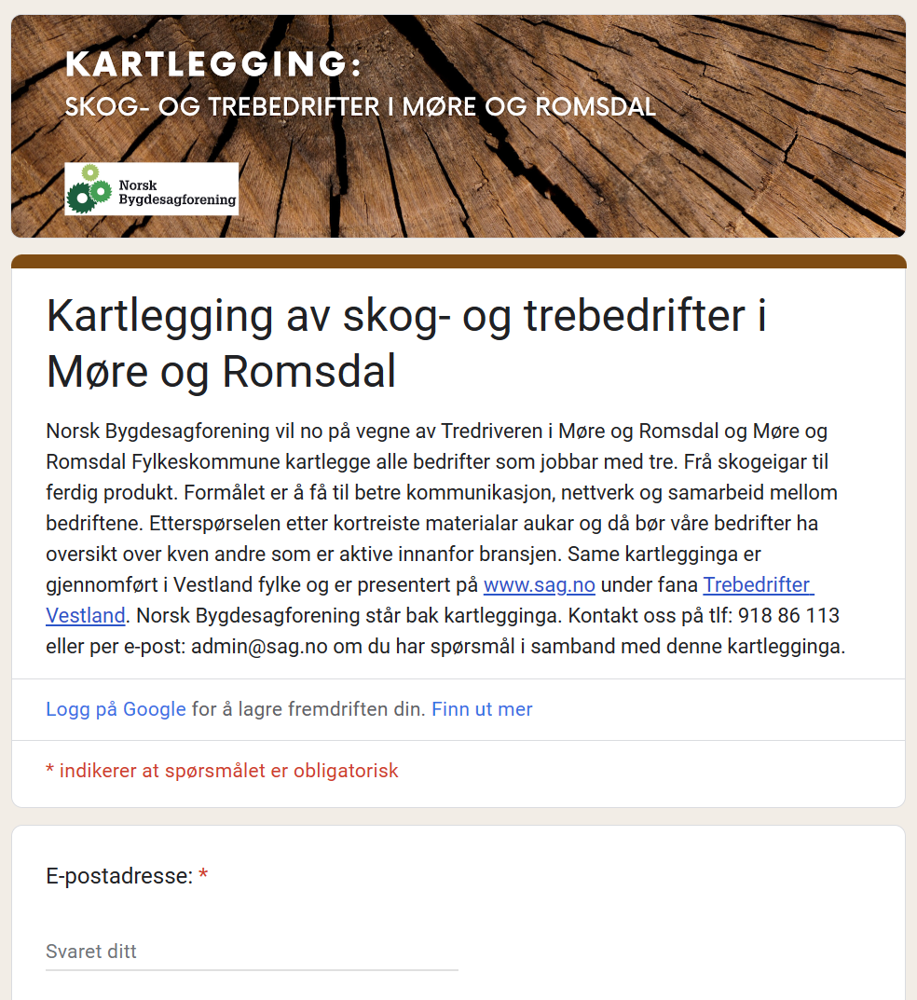 KARTLEGGING:
SKOG- OG TREBEDRIFTER I MØRE OG ROMSDAL
Norsk
Bygdesagforening
Kartlegging av skog- og trebedrifter i
Møre og Romsdal
Norsk Bygdesagforening vil no på vegne av Tredriveren i Møre og Romsdal og Møre og
Romsdal Fylkeskommune kartlegge alle bedrifter som jobbar med tre. Frå skogeigar til
ferdig produkt. Formålet er å få til betre kommunikasjon, nettverk og samarbeid mellom
bedriftene. Etterspørselen etter kortreiste materialar aukar og då bør våre bedrifter ha
oversikt over kven andre som er aktive innanfor bransjen. Same kartlegginga er
gjennomført i Vestland fylke og er presentert på www.sag.no under fana Trebedrifter
Vestland. Norsk Bygdesagforening står bak kartlegginga. Kontakt oss på tlf: 918 86 113
eller per e-post: admin@sag.no om du har spørsmål i samband med denne kartlegginga.
Logg på Google for å lagre fremdriften din. Finn ut mer
* indikerer at spørsmålet er obligatorisk
E-postadresse: *
Svaret ditt